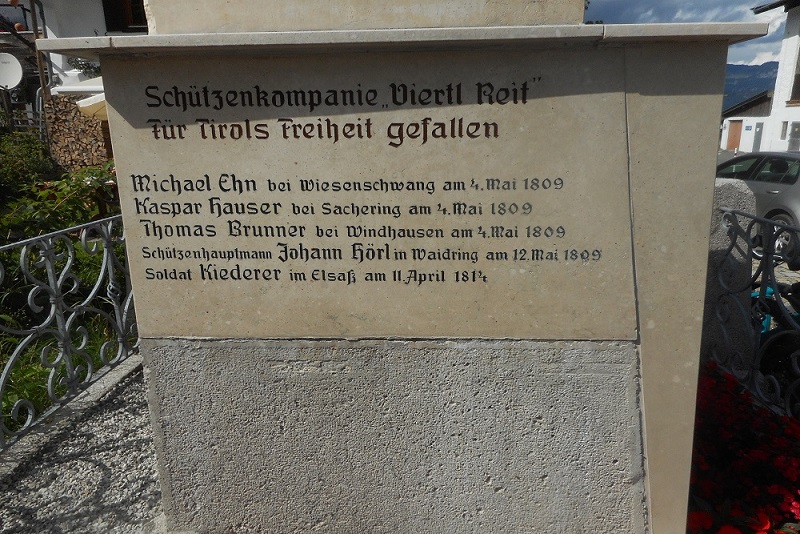 Schützenkompanie „Viertl Reit"
Für Tirols Freiheit gefallen
Michael Ehn bei Wiesenschwang am 4. Mai 1809
Kaspar Hauser bei Sachering am 4. Mai 1809
Thomas Brunner bei Windhausen am 4. Mai 1809
Schützenhauptmann Johann Hörl in Waidring am 12. Mai 1809
Soldat Kiederer im Elsaß am 11. April 1814